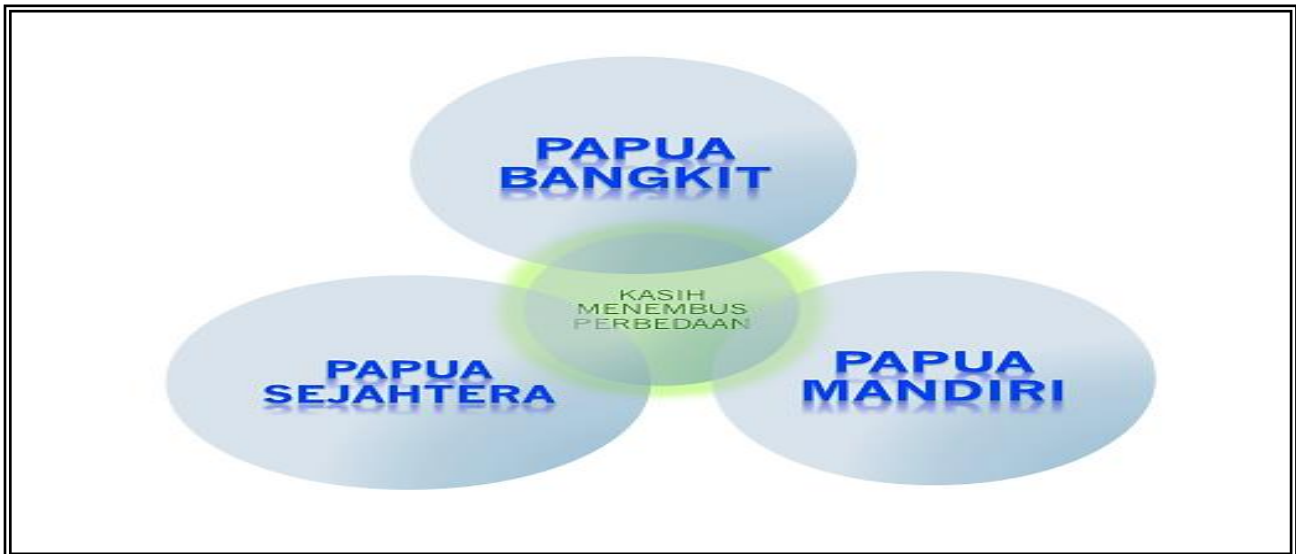 PAPUA
BANGKIT
KASIH
MENEMBUS
PERBEDAAN
PAPUA
SEJAHTERA
PAPUA
MANDIRI